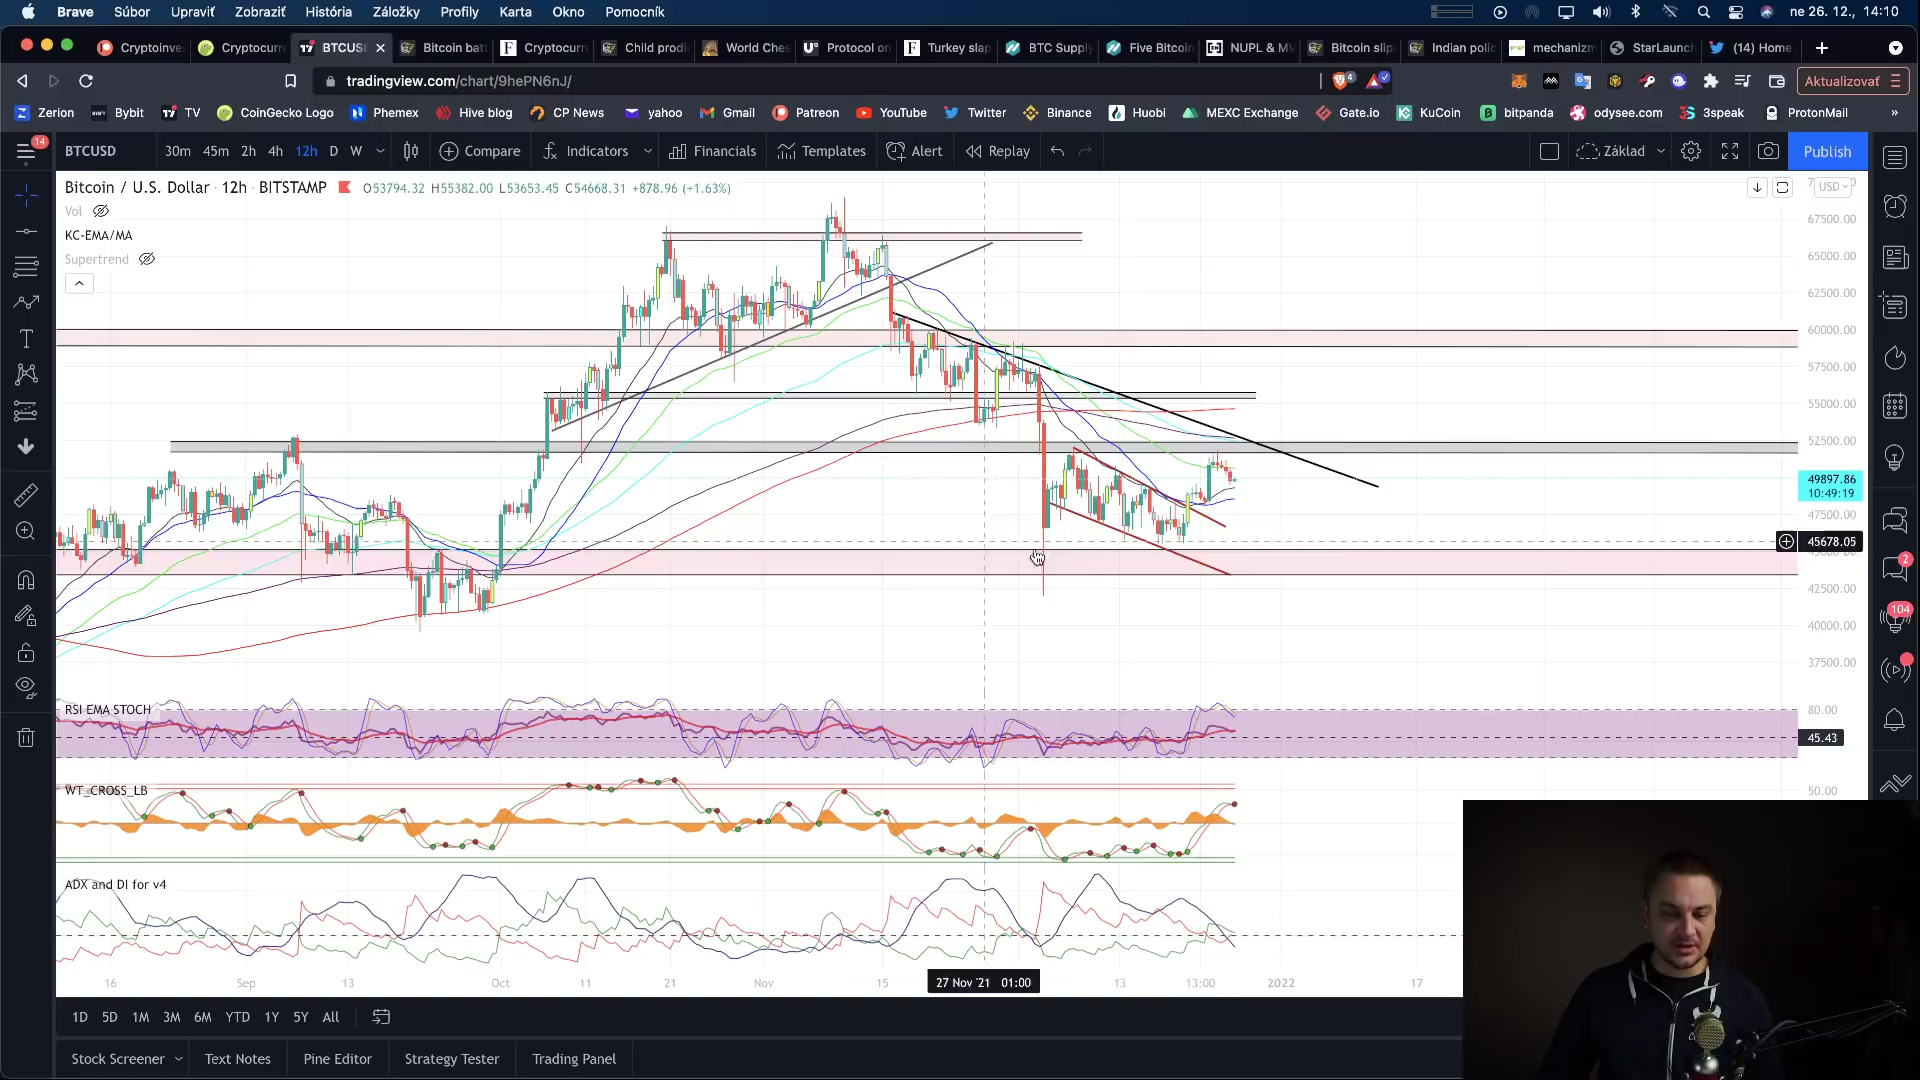 Brave Súbor Upraviť Zobraziť História Záložky Profily Karta Okno Pomocník ne 26. 12., 14:10
Cryptoinve Cryptocurr BTCUSI Bitcoin bat Cryptocurr Child prodi World Ches Protocol on Turkey slap BTC Supply Five Bitcoin NUPL & MV Bitcoin slip Indian polic mechanizm StarLaunch (14) Home
tradingview.com/chart/9hePN6nJ/ 4 Aktualizovať
Zerion Bybit TV CoinGecko Logo Phemex Hive blog CP News yahoo Gmail Patreon YouTube Twitter Binance Huobi MEXC Exchange Gate.io KuCoin bitpanda odysee.com 3speak ProtonMail »
14 BTCUSD 30m 45m 2h 4h 12h D W Compare Indicators Financials Templates Alert Replay Základ Publish
Bitcoin / U.S. Dollar · 12h · BITSTAMP O53794.32 H55382.00 L53653.45 C54668.31 +878.96 (+1.63%) USD
Vol
KC-EMA/MA
Supertrend
67500.00
65000.00
62500.00
60000.00
57500.00
55000.00
52500.00
49897.86
10:49:19
47500.00
45678.05
42500.00
40000.00
37500.00
2
104
RSI EMA STOCH 80.00
45.43
WT_CROSS_LB 50.00
ADX and DI for v4
16 Sep 13 Oct 11 21 Nov 15 27 Nov '21 01:00 13 13:00 2022 17
1D 5D 1M 3M 6M YTD 1Y 5Y All
Stock Screener Text Notes Pine Editor Strategy Tester Trading Panel